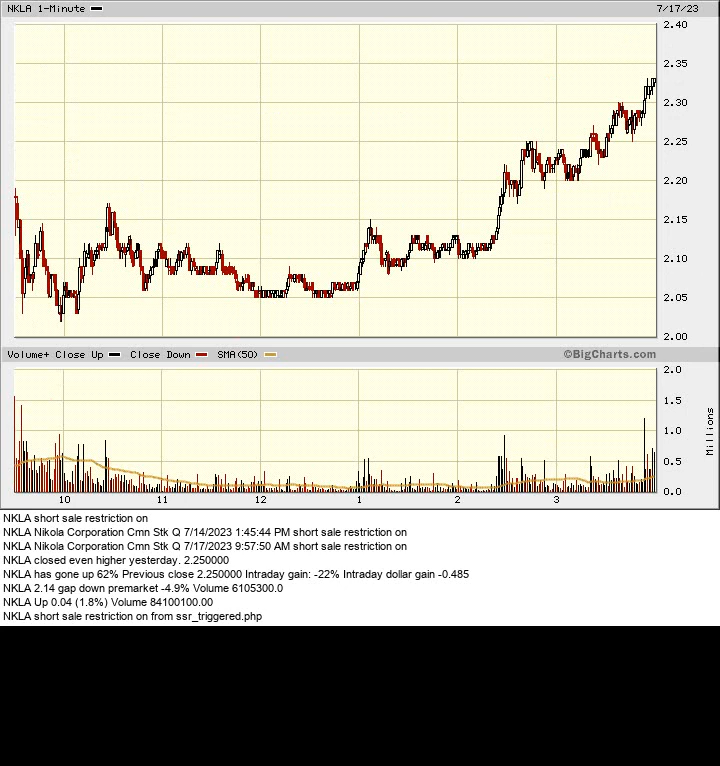 NKLA 1-Minute 7/17/23
2.40
2.35
2.30
2.25
2.20
2.15
2.10
2.05
2.00
Volume+ Close Up Close Down SMA(50) ©BigCharts.com
2.0
1.5
1.0
0.5
0.0
Millions
10 11 12 1 2 3
NKLA short sale restriction on
NKLA Nikola Corporation Cmn Stk Q 7/14/2023 1:45:44 PM short sale restriction on
NKLA Nikola Corporation Cmn Stk Q 7/17/2023 9:57:50 AM short sale restriction on
NKLA closed even higher yesterday. 2.250000
NKLA has gone up 62% Previous close 2.250000 Intraday gain: -22% Intraday dollar gain -0.485
NKLA 2.14 gap down premarket -4.9% Volume 6105300.0
NKLA Up 0.04 (1.8%) Volume 84100100.00
NKLA short sale restriction on from ssr_triggered.php